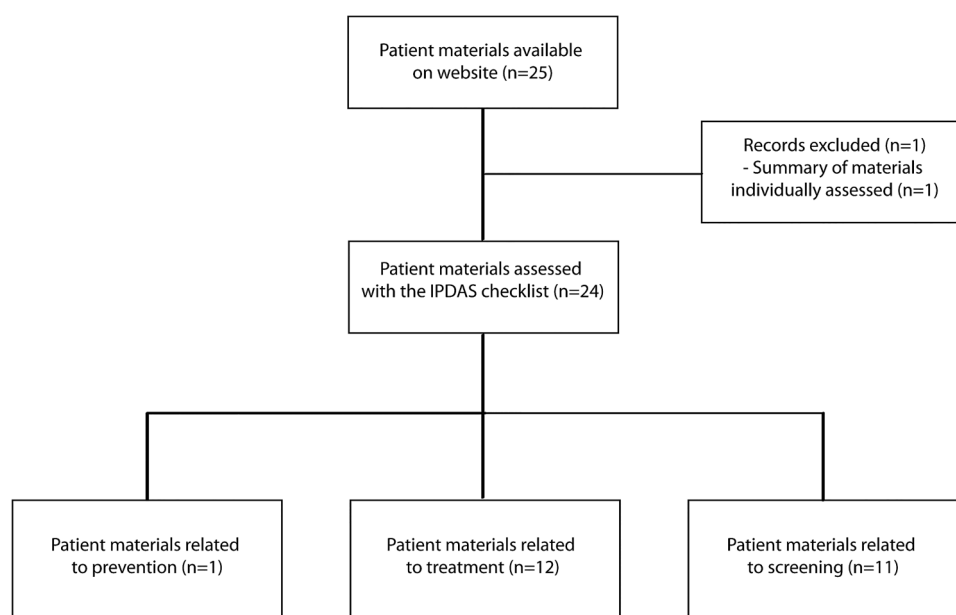 Patient materials available
on website (n=25)
Records excluded (n=1)
- Summary of materials
individually assessed (n=1)
Patient materials assessed
with the IPDAS checklist (n=24)
Patient materials related
to prevention (n=1)
Patient materials related
to treatment (n=12)
Patient materials related
to screening (n=11)